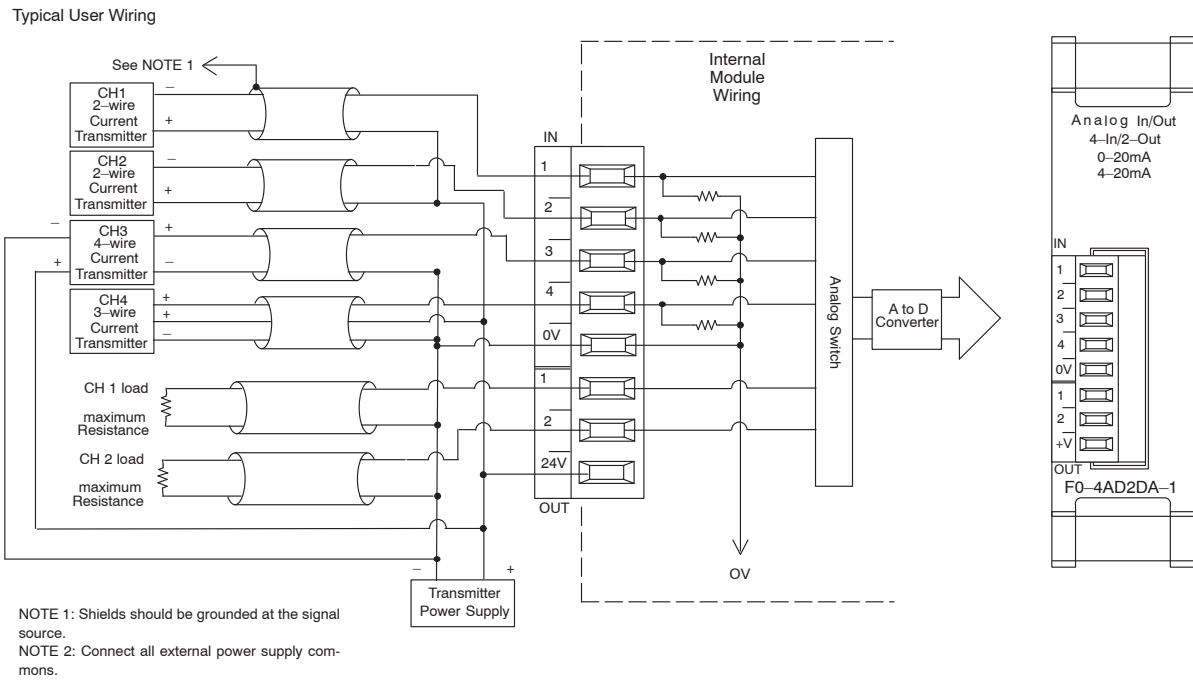 Typical User Wiring
See NOTE 1
CH1
2–wire
Current
Transmitter
–
+
CH2
2–wire
Current
Transmitter
–
+
CH3
4–wire
Current
Transmitter
–
+
+
–
CH4
3–wire
Current
Transmitter
+
+
–
CH 1 load
maximum
Resistance
CH 2 load
maximum
Resistance
–
+
Transmitter
Power Supply
NOTE 1: Shields should be grounded at the signal
source.
NOTE 2: Connect all external power supply com-
mons.
IN
1
2
3
4
0V
1
2
24V
OUT
Internal
Module
Wiring
Analog Switch
A to D
Converter
OV
Analog In/Out
4–In/2–Out
0–20mA
4–20mA
IN
1
2
3
4
0V
1
2
+V
OUT
F0–4AD2DA–1